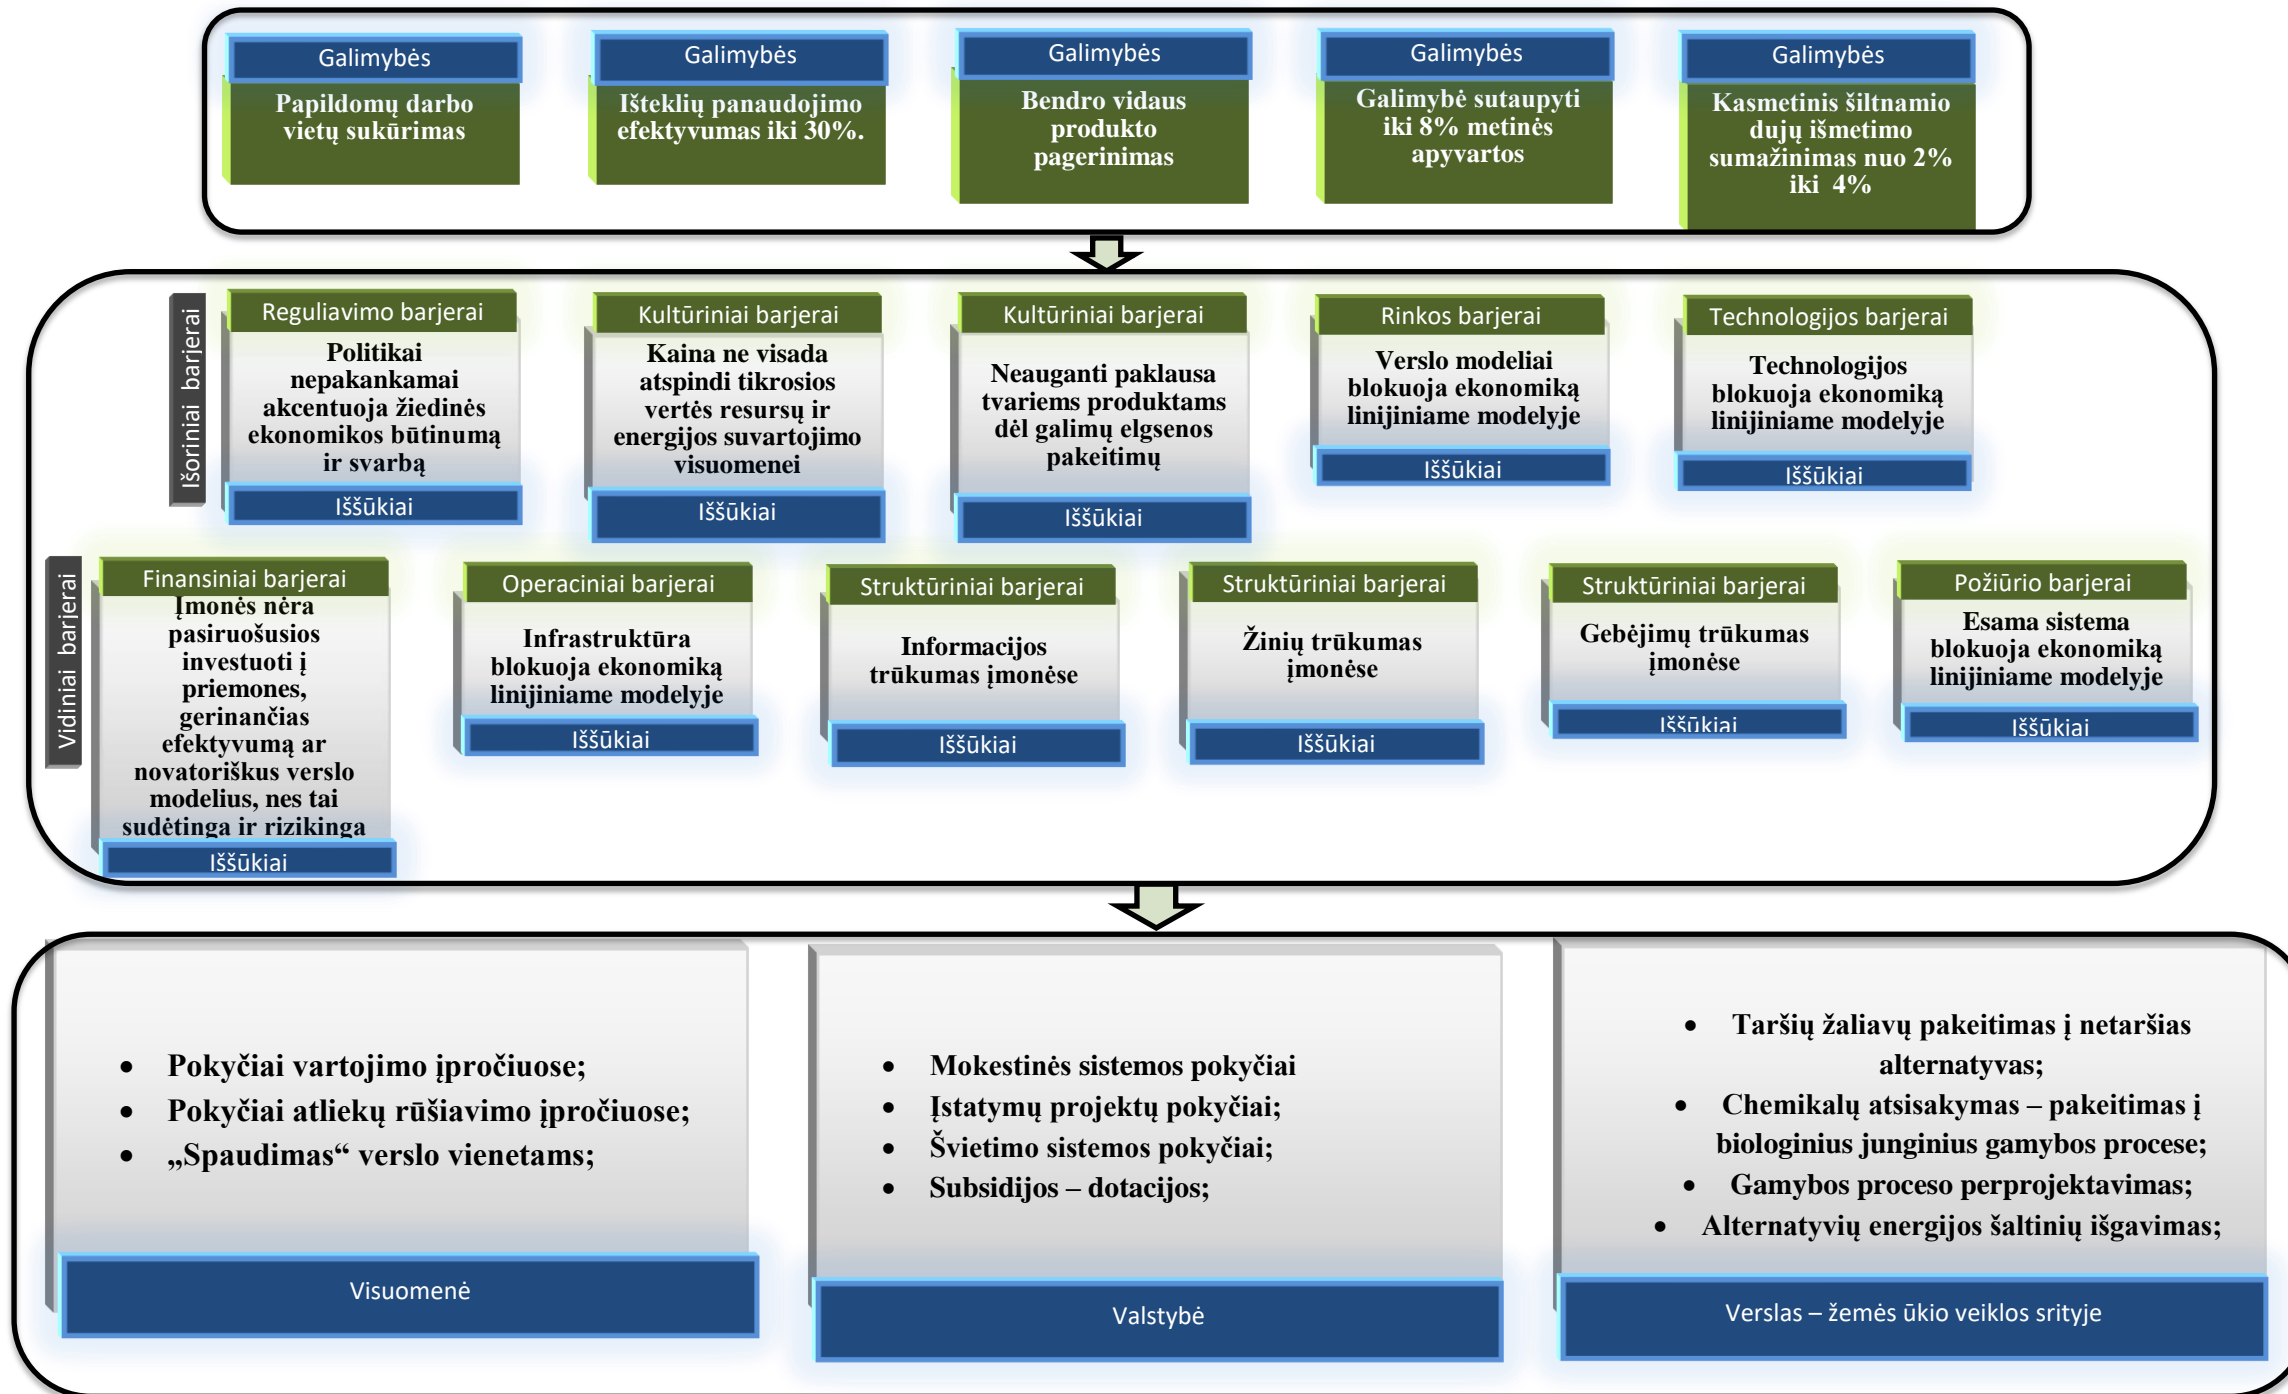 Galimybės
Papildomų darbo
vietų sukūrimas
Galimybės
Išteklių panaudojimo
efektyvumas iki 30%.
Galimybės
Bendro vidaus
produkto
pagerinimas
Galimybės
Galimybė sutaupyti
iki 8% metinės
apyvartos
Galimybės
Kasmetinis šiltnamio
dujų išmetimo
sumažinimas nuo 2%
iki 4%
Išoriniai barjerai
Reguliavimo barjerai
Politikai
nepakankamai
akcentuoja žiedinės
ekonomikos būtinumą
ir svarbą
Iššūkiai
Kultūriniai barjerai
Kaina ne visada
atspindi tikrosios
vertės resursų ir
energijos suvartojimo
visuomenei
Iššūkiai
Kultūriniai barjerai
Neauganti paklausa
tvariems produktams
dėl galimų elgsenos
pakeitimų
Iššūkiai
Rinkos barjerai
Verslo modeliai
blokuoja ekonomiką
linijiniame modelyje
Iššūkiai
Technologijos barjerai
Technologijos
blokuoja ekonomiką
linijiniame modelyje
Iššūkiai
Vidiniai barjerai
Finansiniai barjerai
Įmonės nėra
pasiruošusios
investuoti į
priemones,
gerinančias
efektyvumą ar
novatoriškus verslo
modelius, nes tai
sudėtinga ir rizikinga
Iššūkiai
Operaciniai barjerai
Infrastruktūra
blokuoja ekonomiką
linijiniame modelyje
Iššūkiai
Struktūriniai barjerai
Informacijos
trūkumas įmonėse
Iššūkiai
Struktūriniai barjerai
Žinių trūkumas
įmonėse
Iššūkiai
Struktūriniai barjerai
Gebėjimų trūkumas
įmonėse
Iššūkiai
Požiūrio barjerai
Esama sistema
blokuoja ekonomiką
linijiniame modelyje
Iššūkiai
• Pokyčiai vartojimo įpročiuose;
• Pokyčiai atliekų rūšiavimo įpročiuose;
• „Spaudimas“ verslo vienetams;
Visuomenė
• Mokestinės sistemos pokyčiai
• Įstatymų projektų pokyčiai;
• Švietimo sistemos pokyčiai;
• Subsidijos – dotacijos;
Valstybė
• Taršių žaliavų pakeitimas į netaršias
alternatyvas;
• Chemikalų atsisakymas – pakeitimas į
biologinius junginius gamybos procese;
• Gamybos proceso perprojektavimas;
• Alternatyvių energijos šaltinių išgavimas;
Verslas – žemės ūkio veiklos srityje